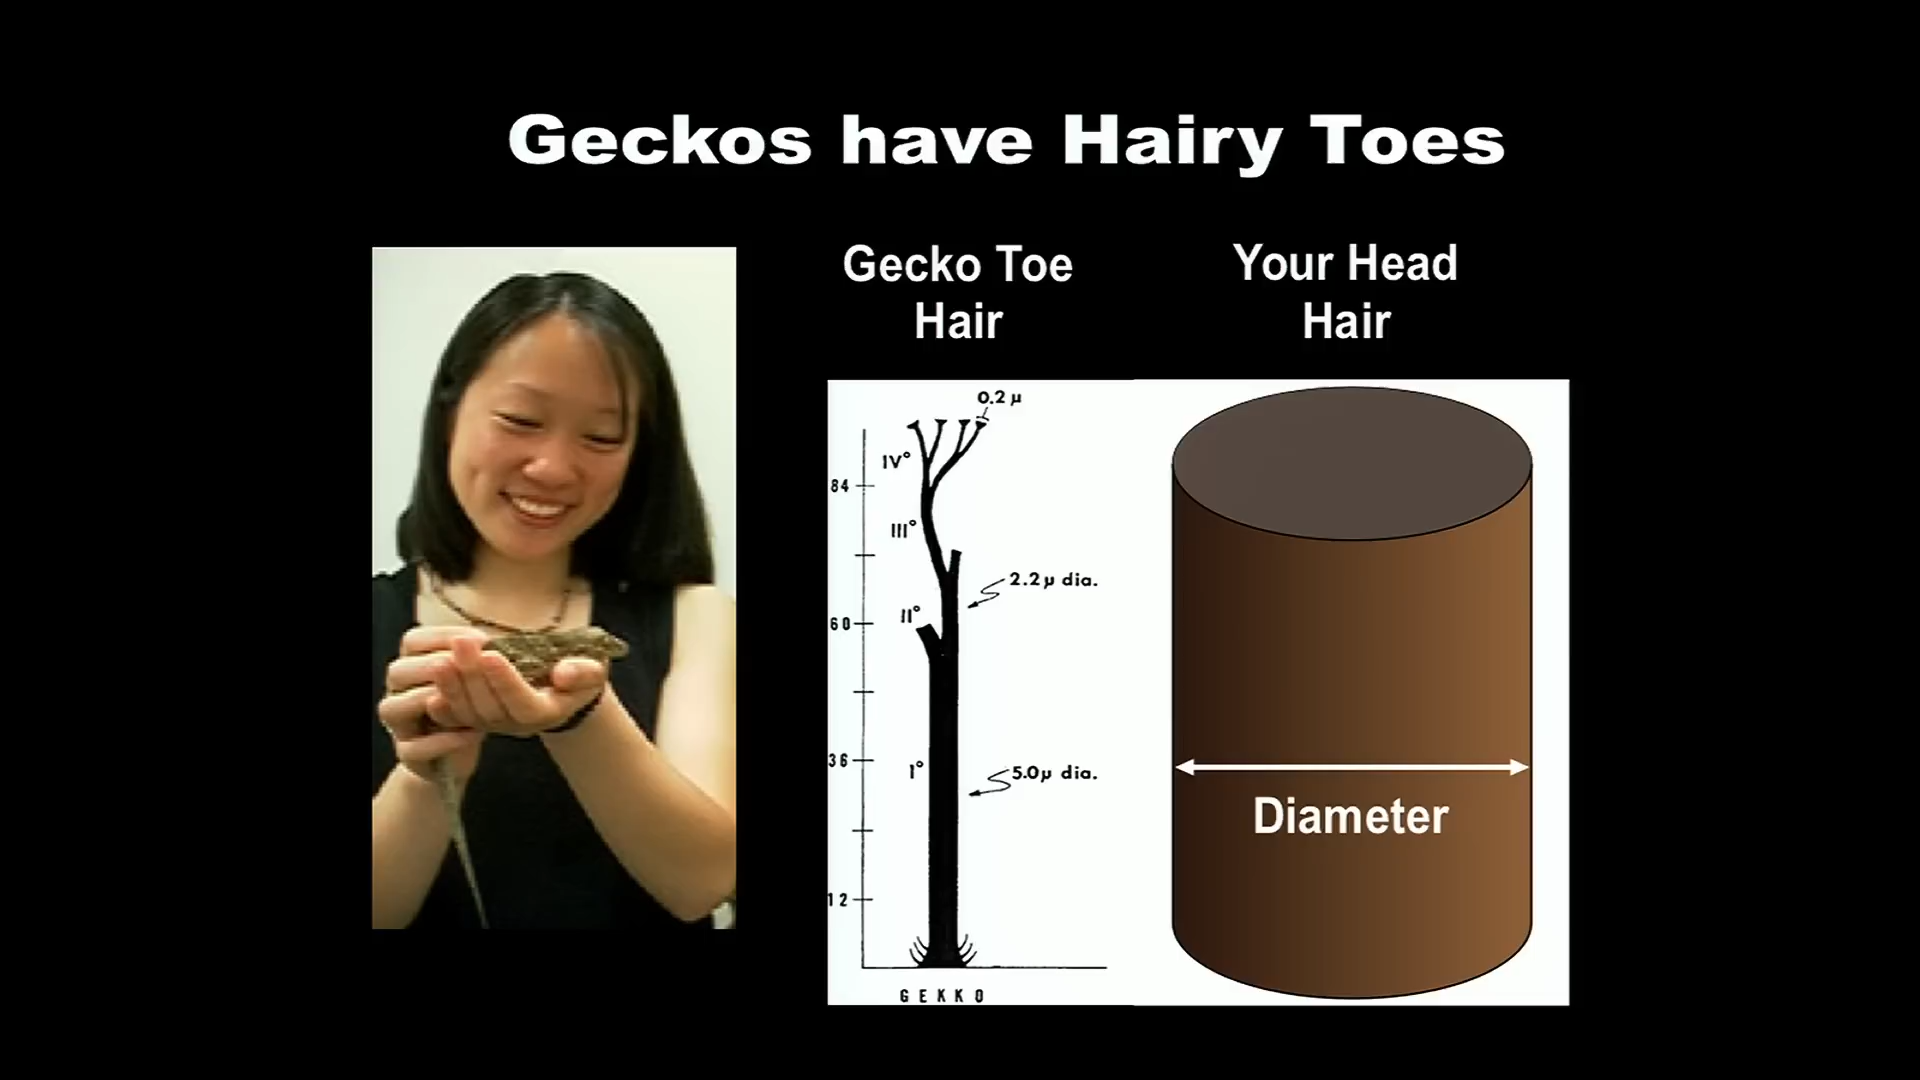 Geckos have Hairy Toes
Gecko Toe
Hair
Your Head
Hair
0.2 μ
IV°
84
III°
2.2 μ dia.
II°
60
36
I°
5.0 μ dia.
Diameter
12
GEKKO